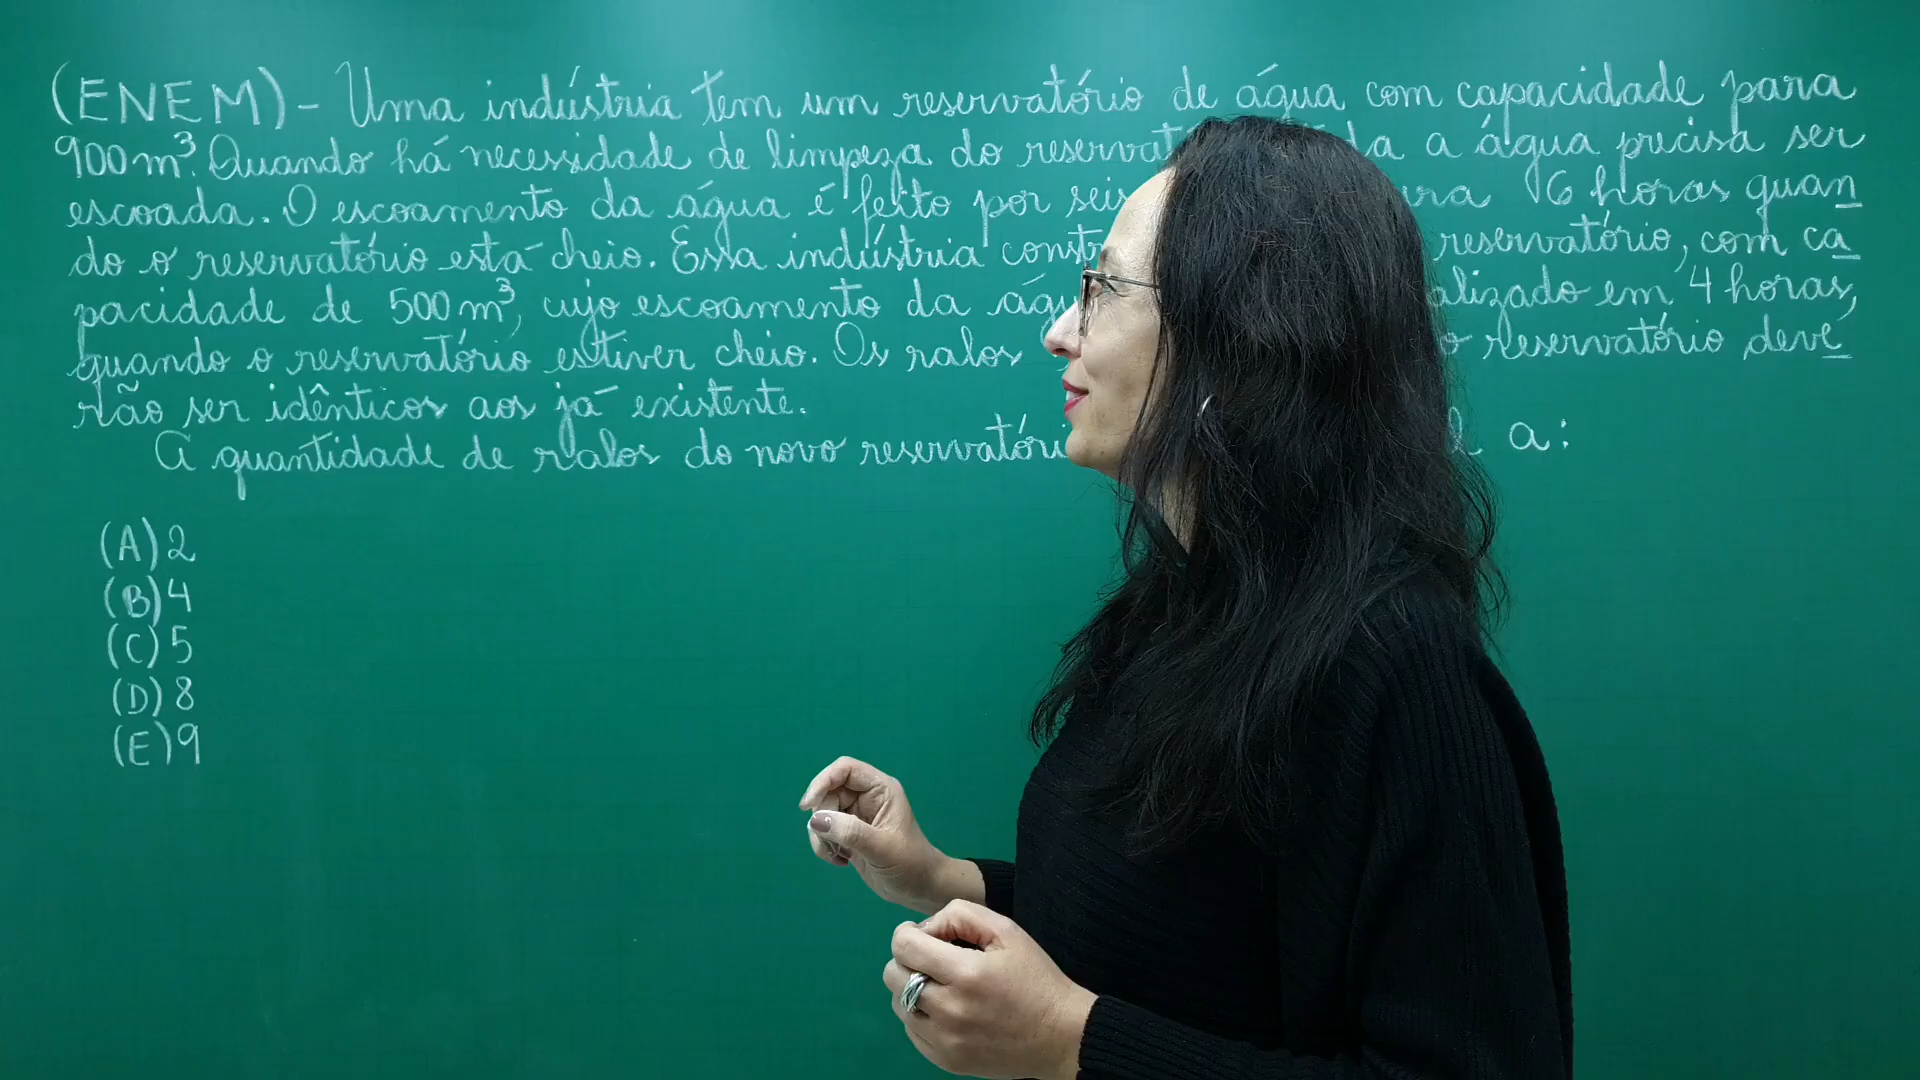 (ENEM) - Uma indústria tem um reservatório de água com capacidade para
900 m³. Quando há necessidade de limpeza do a água precisa ser
escoada. O escoamento da água é feito por seis 6 horas quan
do o reservatório está cheio. Essa indústria reservatório, com ca
pacidade de 500 m³, cujo escoamento da em 4 horas,
quando o reservatório estiver cheio. Os ralos reservatório deve
rão ser idênticos aos já existente.
A quantidade de ralos do novo a:
(A) 2
(B) 4
(C) 5
(D) 8
(E) 9